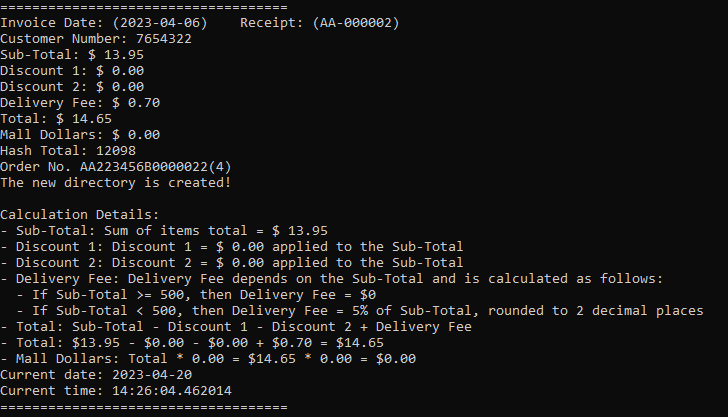 ====================================
Invoice Date: (2023-04-06)    Receipt: (AA-000002)
Customer Number: 7654322
Sub-Total: $ 13.95
Discount 1: $ 0.00
Discount 2: $ 0.00
Delivery Fee: $ 0.70
Total: $ 14.65
Mall Dollars: $ 0.00
Hash Total: 12098
Order No. AA223456B0000022(4)
The new directory is created!

Calculation Details:
- Sub-Total: Sum of items total = $ 13.95
- Discount 1: Discount 1 = $ 0.00 applied to the Sub-Total
- Discount 2: Discount 2 = $ 0.00 applied to the Sub-Total
- Delivery Fee: Delivery Fee depends on the Sub-Total and is calculated as follows:
  - If Sub-Total >= 500, then Delivery Fee = $0
  - If Sub-Total < 500, then Delivery Fee = 5% of Sub-Total, rounded to 2 decimal places
- Total: Sub-Total - Discount 1 - Discount 2 + Delivery Fee
- Total: $13.95 - $0.00 - $0.00 + $0.70 = $14.65
- Mall Dollars: Total * 0.00 = $14.65 * 0.00 = $0.00
Current date: 2023-04-20
Current time: 14:26:04.462014
====================================